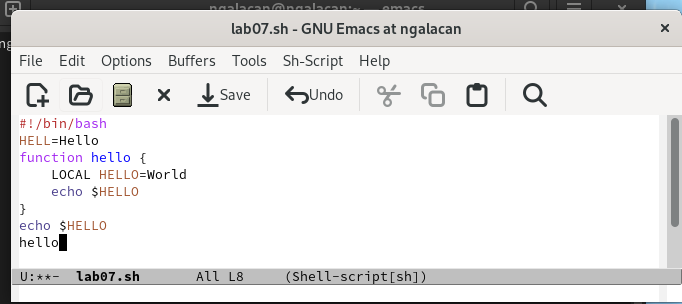 ngalacan@ngalacan:~ — emacs
lab07.sh - GNU Emacs at ngalacan
File Edit Options Buffers Tools Sh-Script Help
Save Undo
#!/bin/bash
HELL=Hello
function hello {
    LOCAL HELLO=World
    echo $HELLO
}
echo $HELLO
hello
U:**-  lab07.sh       All L8     (Shell-script[sh])